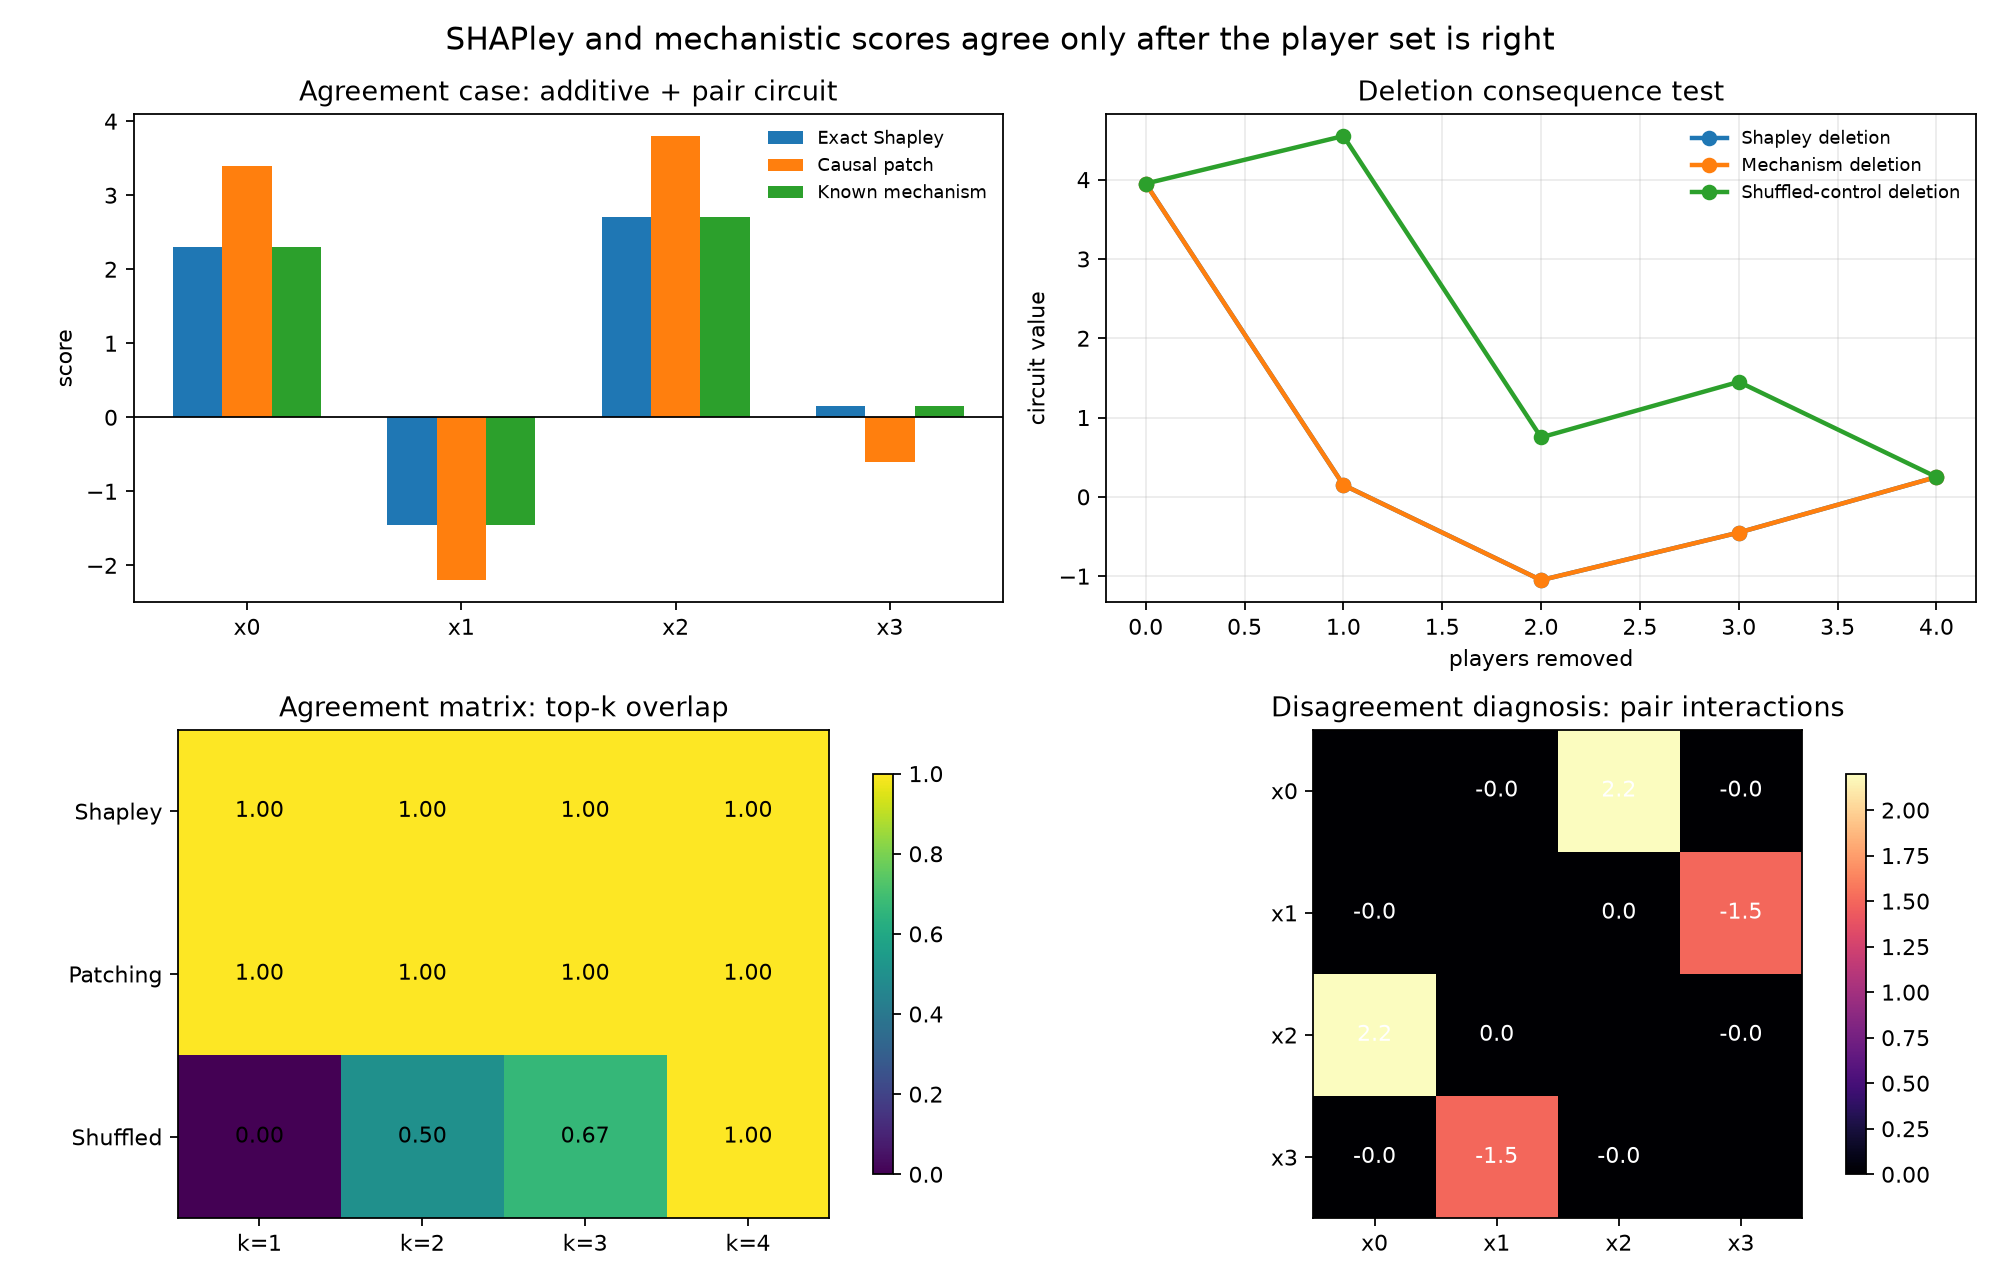 SHAPley and mechanistic scores agree only after the player set is right
Agreement case: additive + pair circuit
score
4
3
2
1
0
−1
−2
x0
x1
x2
x3
Exact Shapley
Causal patch
Known mechanism
Deletion consequence test
circuit value
4
3
2
1
0
−1
0.0
0.5
1.0
1.5
2.0
2.5
3.0
3.5
4.0
players removed
Shapley deletion
Mechanism deletion
Shuffled-control deletion
Agreement matrix: top-k overlap
Shapley 1.00 1.00 1.00 1.00
Patching 1.00 1.00 1.00 1.00
Shuffled 0.00 0.50 0.67 1.00
k=1 k=2 k=3 k=4
1.0
0.8
0.6
0.4
0.2
0.0
Disagreement diagnosis: pair interactions
x0 -0.0 2.2 -0.0
x1 -0.0 0.0 -1.5
x2 2.2 0.0 -0.0
x3 -0.0 -1.5 -0.0
x0 x1 x2 x3
2.00
1.75
1.50
1.25
1.00
0.75
0.50
0.25
0.00